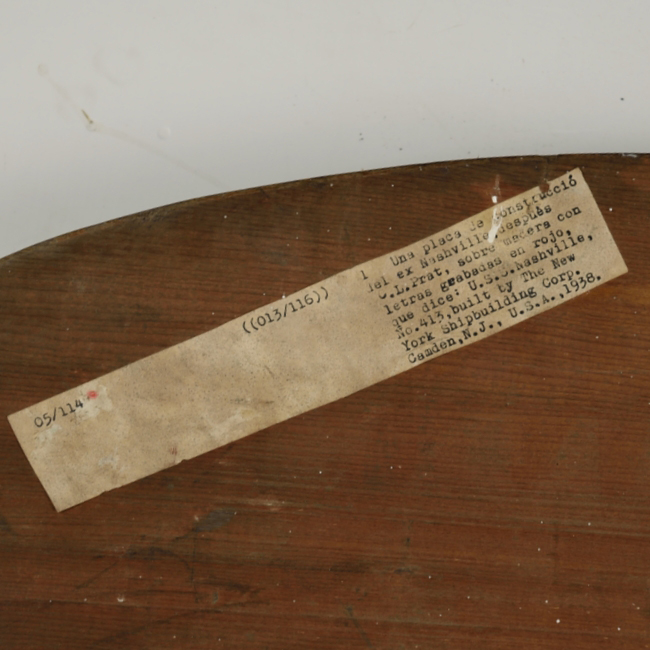 05/114
((013/116))
1 Una placa de construcció
del ex Nashville después
C.L.Prat, sobre madera con
letras grabadas en rojo,
que dice: U.S.S.Nashville,
No.413,built by The New
York Shipbuilding Corp.
Camden,N.J., U.S.A.,1938.